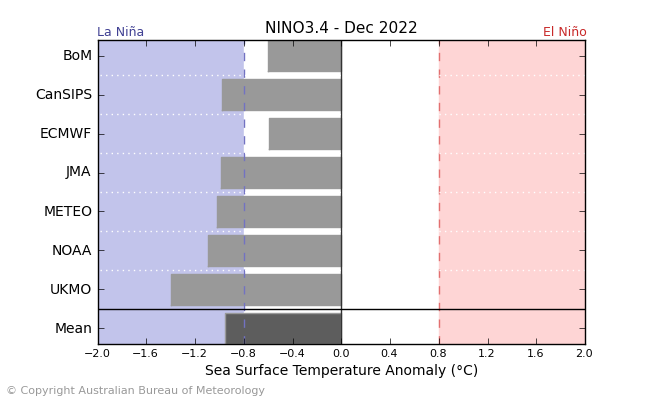 NINO3.4 - Dec 2022
La Niña
El Niño
BoM
CanSIPS
ECMWF
JMA
METEO
NOAA
UKMO
Mean
−2.0 −1.6 −1.2 −0.8 −0.4 0.0 0.4 0.8 1.2 1.6 2.0
Sea Surface Temperature Anomaly (°C)
© Copyright Australian Bureau of Meteorology